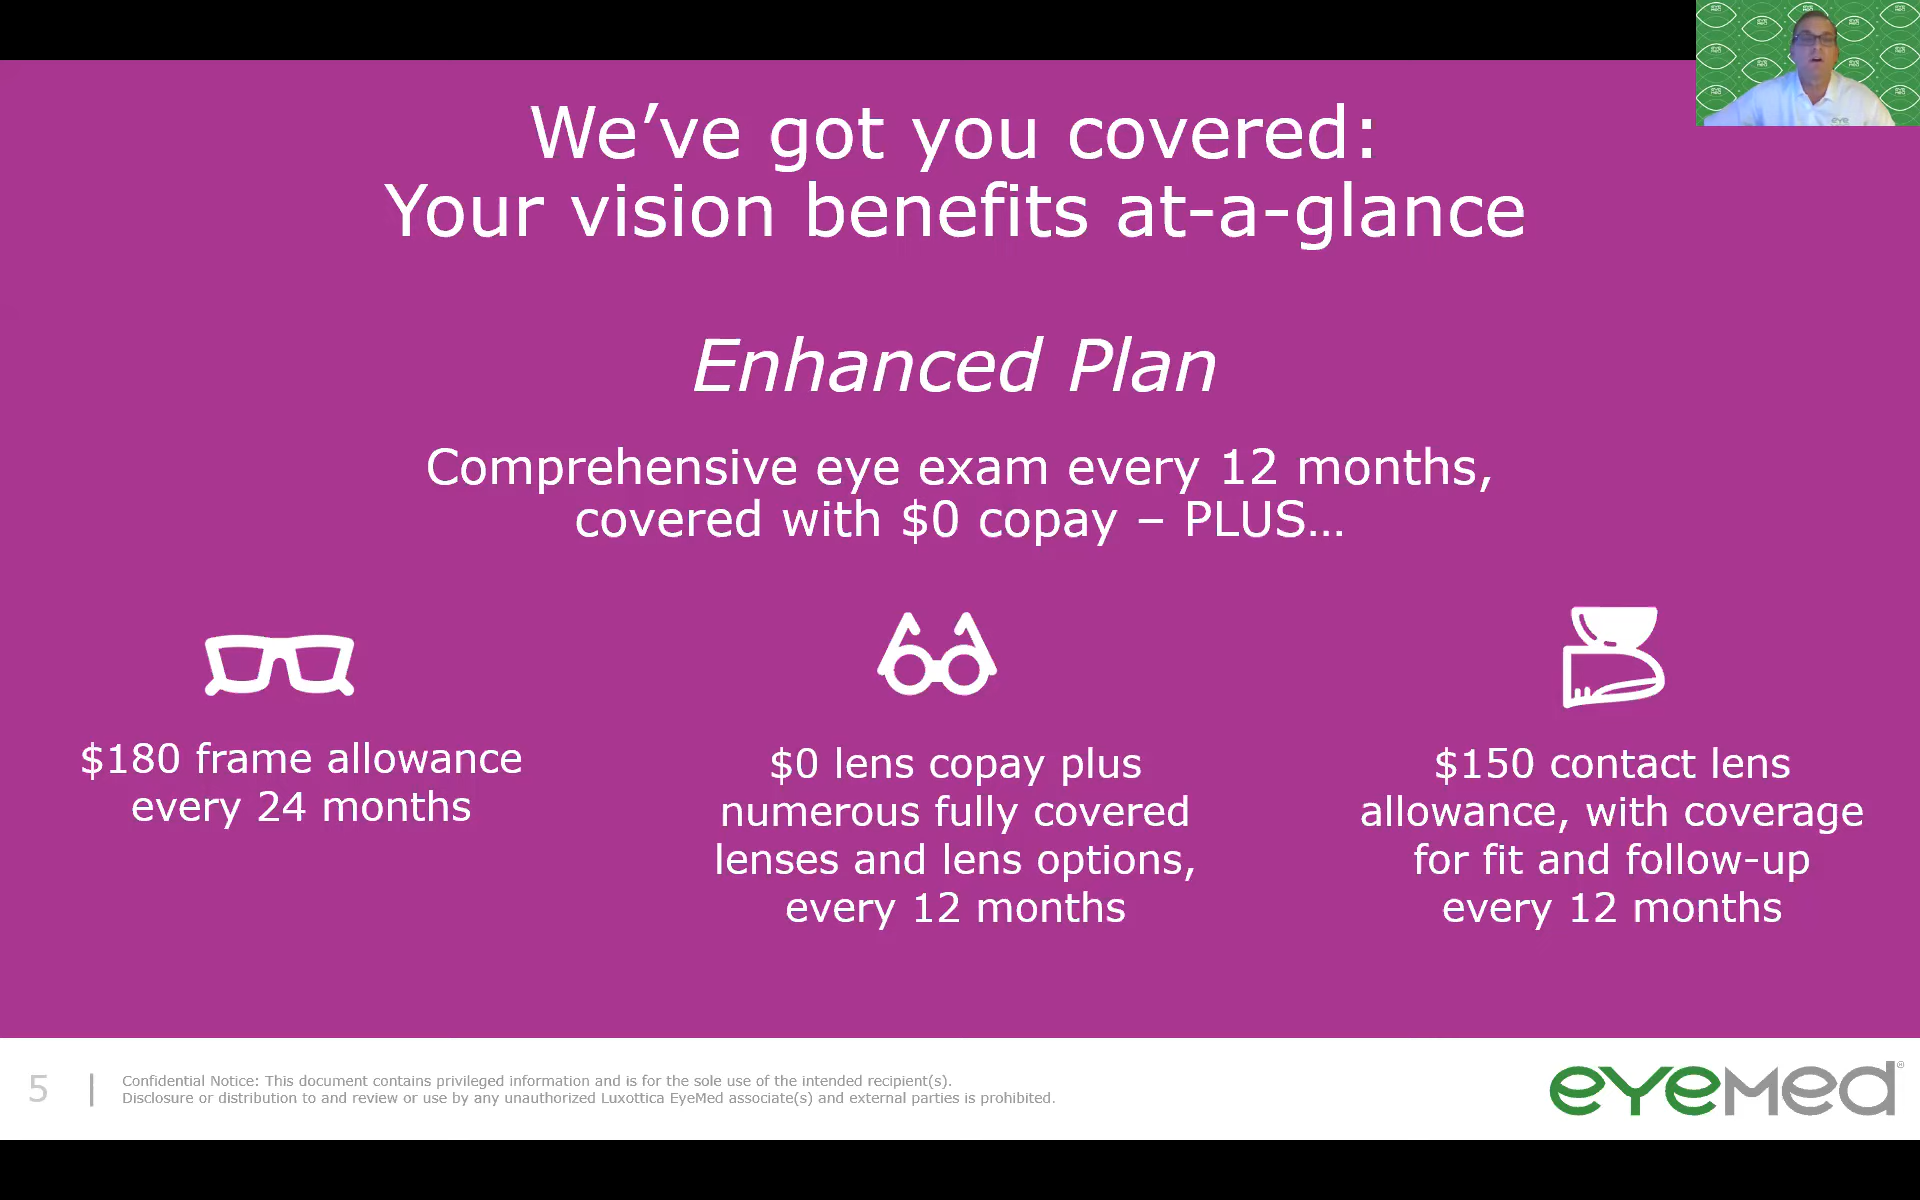 We’ve got you covered:
Your vision benefits at-a-glance
Enhanced Plan
Comprehensive eye exam every 12 months,
covered with $0 copay – PLUS…
$180 frame allowance
every 24 months
$0 lens copay plus
numerous fully covered
lenses and lens options,
every 12 months
$150 contact lens
allowance, with coverage
for fit and follow-up
every 12 months
5
Confidential Notice: This document contains privileged information and is for the sole use of the intended recipient(s).
Disclosure or distribution to and review or use by any unauthorized Luxottica EyeMed associate(s) and external parties is prohibited.
eyemed®